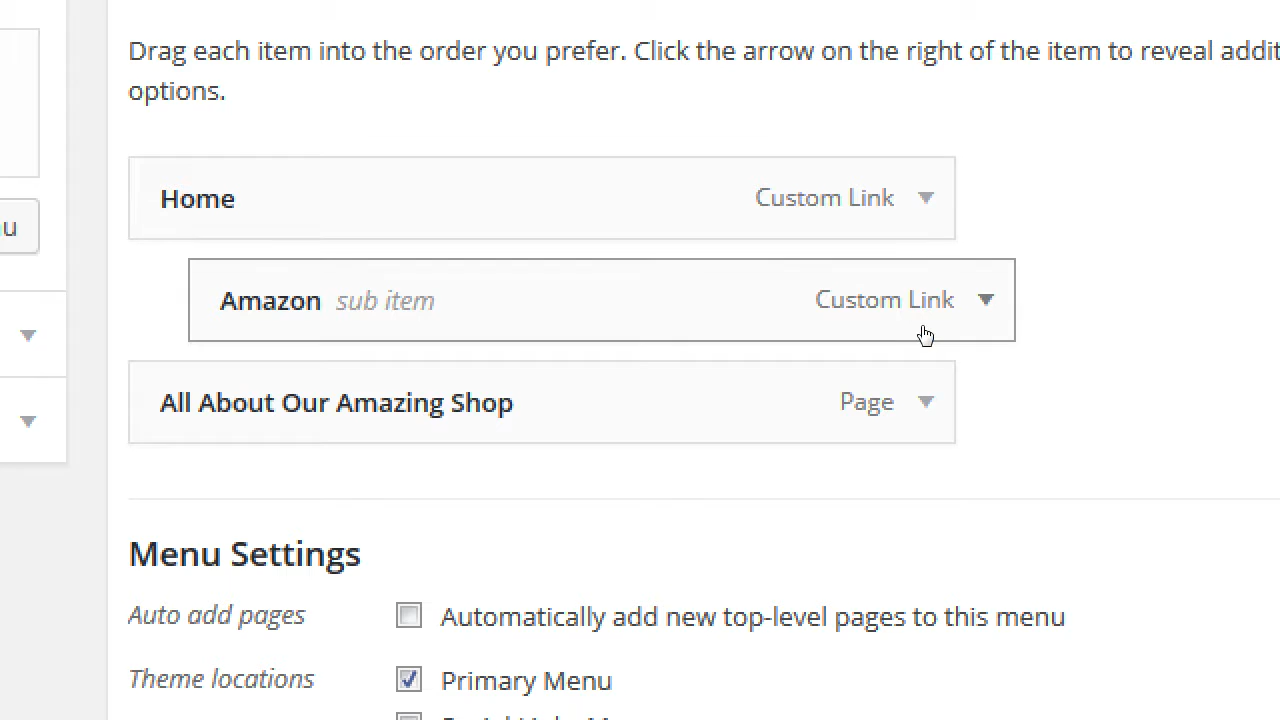 Drag each item into the order you prefer. Click the arrow on the right of the item to reveal
options.
Home Custom Link
Amazon sub item Custom Link
All About Our Amazing Shop Page
Menu Settings
Auto add pages Automatically add new top-level pages to this menu
Theme locations Primary Menu